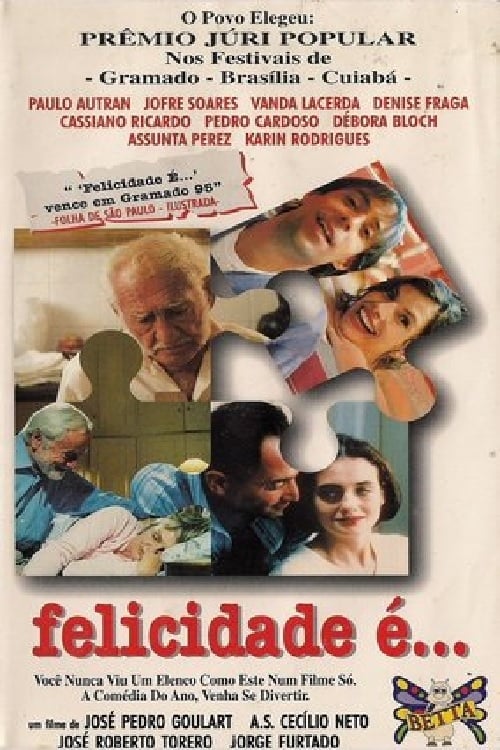 O Povo Elegeu:
PRÊMIO JÚRI POPULAR
Nos Festivais de
- Gramado - Brasília - Cuiabá -
PAULO AUTRAN JOFRE SOARES VANDA LACERDA DENISE FRAGA
CASSIANO RICARDO PEDRO CARDOSO DÉBORA BLOCH
ASSUNTA PEREZ KARIN RODRIGUES
“ ‘Felicidade É...’
vence em Gramado 95”
-FOLHA DE SÃO PAULO - ILUSTRADA-
felicidade é...
Você Nunca Viu Um Elenco Como Este Num Filme Só.
A Comédia Do Ano, Venha Se Divertir.
um filme de JOSÉ PEDRO GOULART A.S. CECÍLIO NETO
JOSÉ ROBERTO TORERO JORGE FURTADO
BETTA